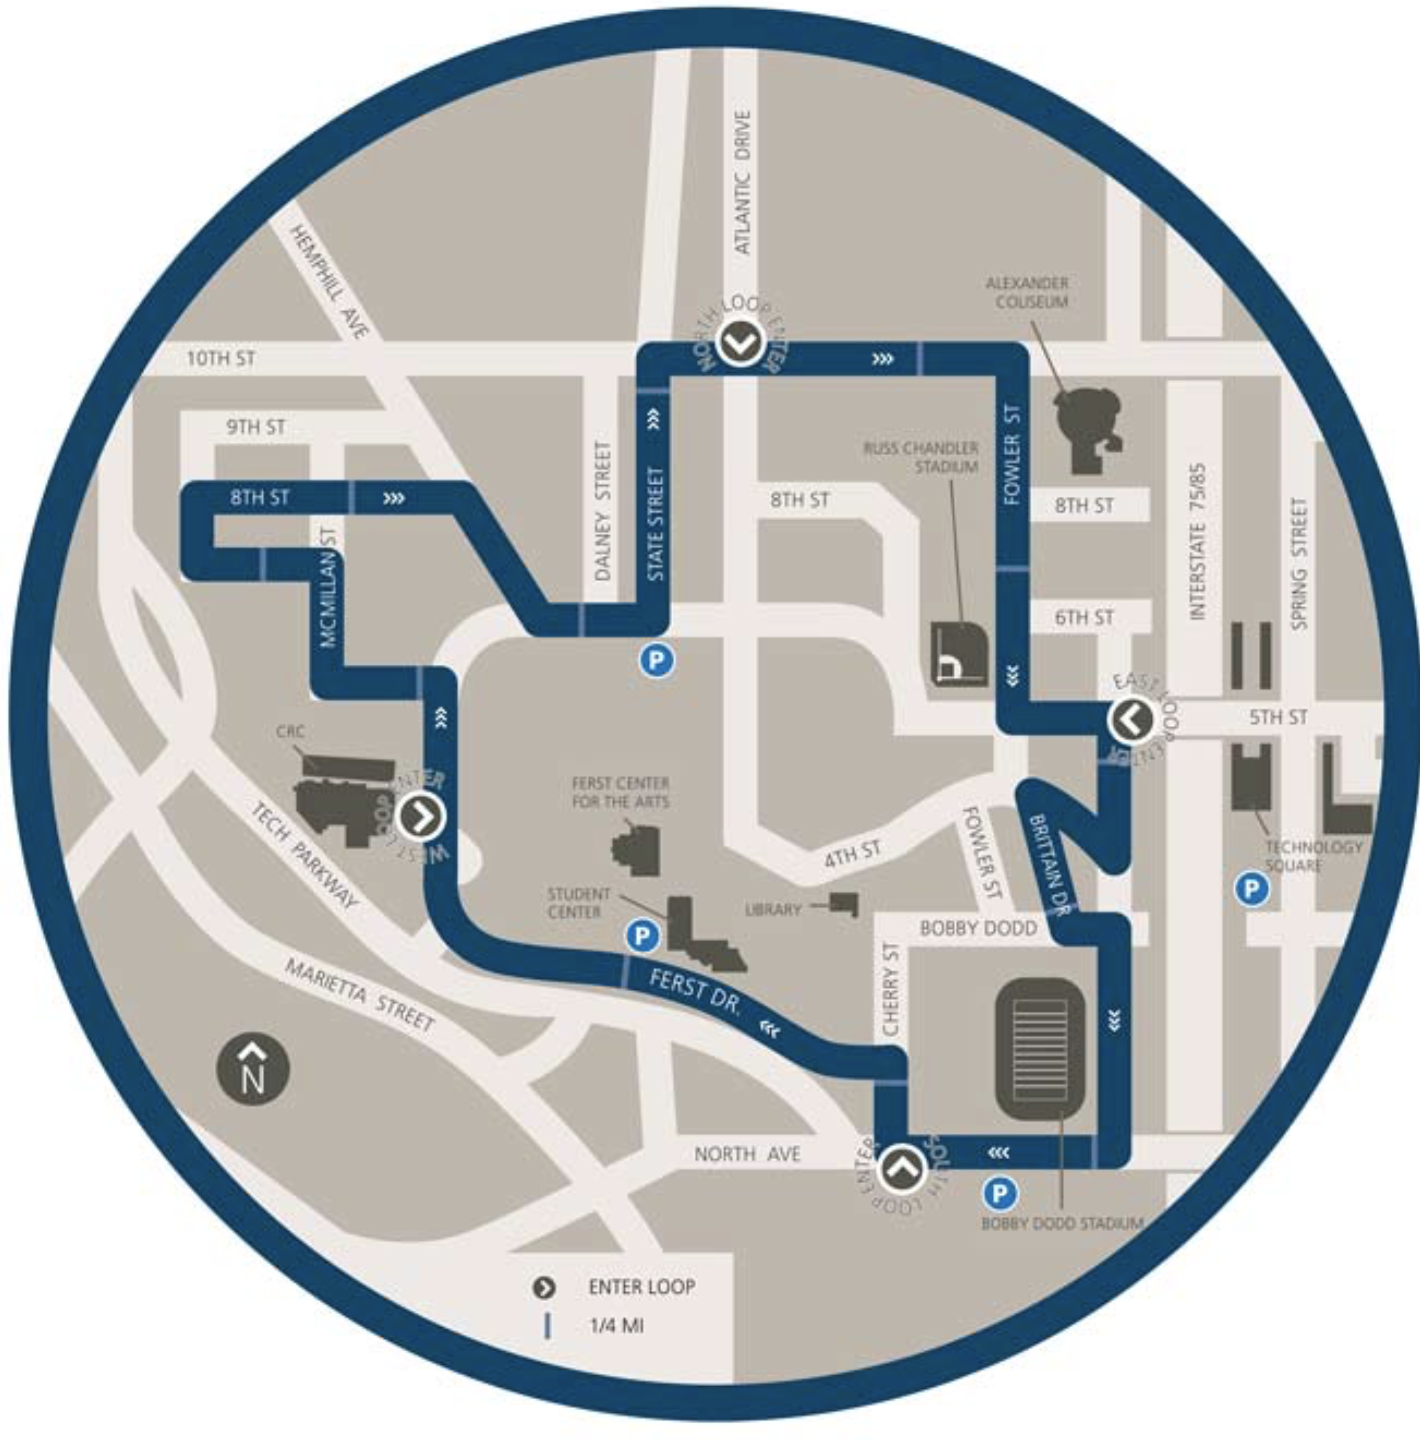 ATLANTIC DRIVE
HEMPHILL AVE
ALEXANDER
COLISEUM
NORTH LOOP ENTER
10TH ST
9TH ST
8TH ST
MCMILLAN ST
DALNEY STREET
STATE STREET
8TH ST
RUSS CHANDLER
STADIUM
FOWLER ST
8TH ST
6TH ST
INTERSTATE 75/85
SPRING STREET
P
EAST LOOP ENTER
5TH ST
CRC
WEST LOOP ENTER
FERST CENTER
FOR THE ARTS
4TH ST
FOWLER ST
BRITTAIN DR.
TECHNOLOGY
SQUARE
P
TECH PARKWAY
STUDENT
CENTER
LIBRARY
P
BOBBY DODD
CHERRY ST
FERST DR.
MARIETTA STREET
N
NORTH AVE
SOUTH LOOP ENTER
P
BOBBY DODD STADIUM
ENTER LOOP
1/4 MI